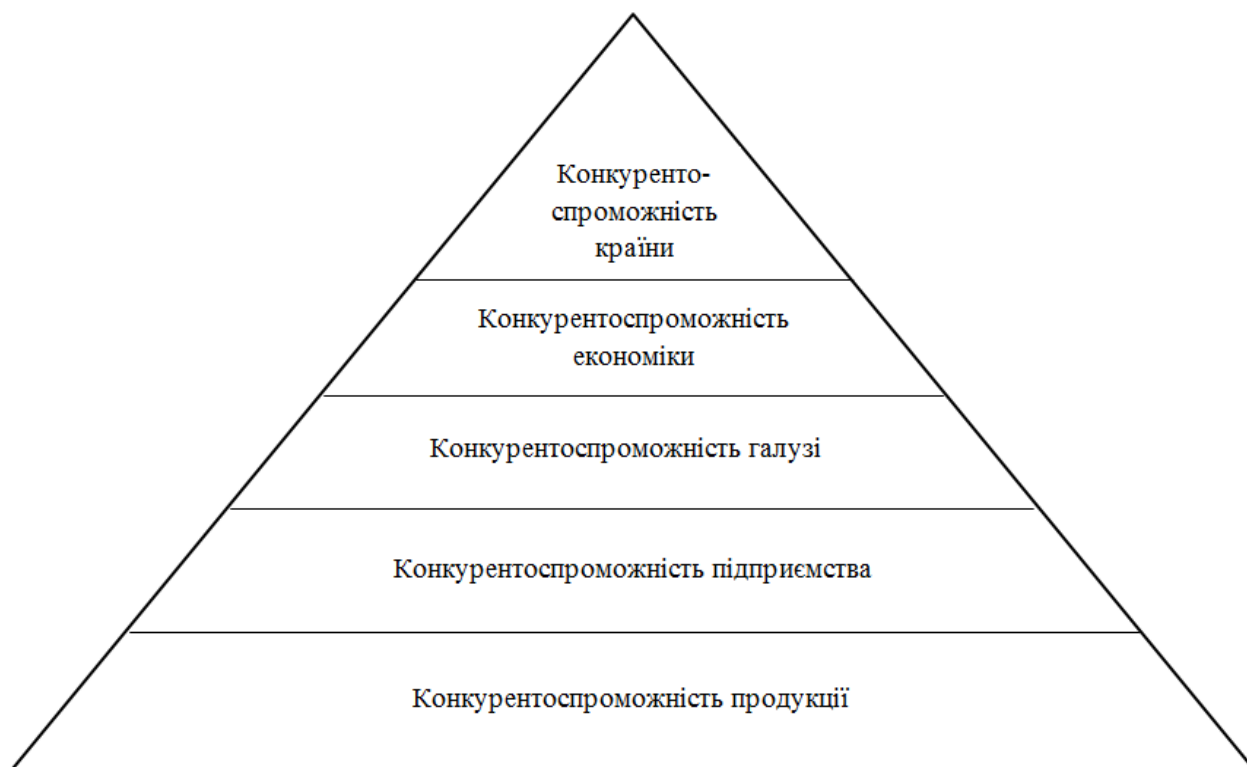 Конкуренто-
спроможність
країни
Конкурентоспроможність
економіки
Конкурентоспроможність галузі
Конкурентоспроможність підприємства
Конкурентоспроможність продукції